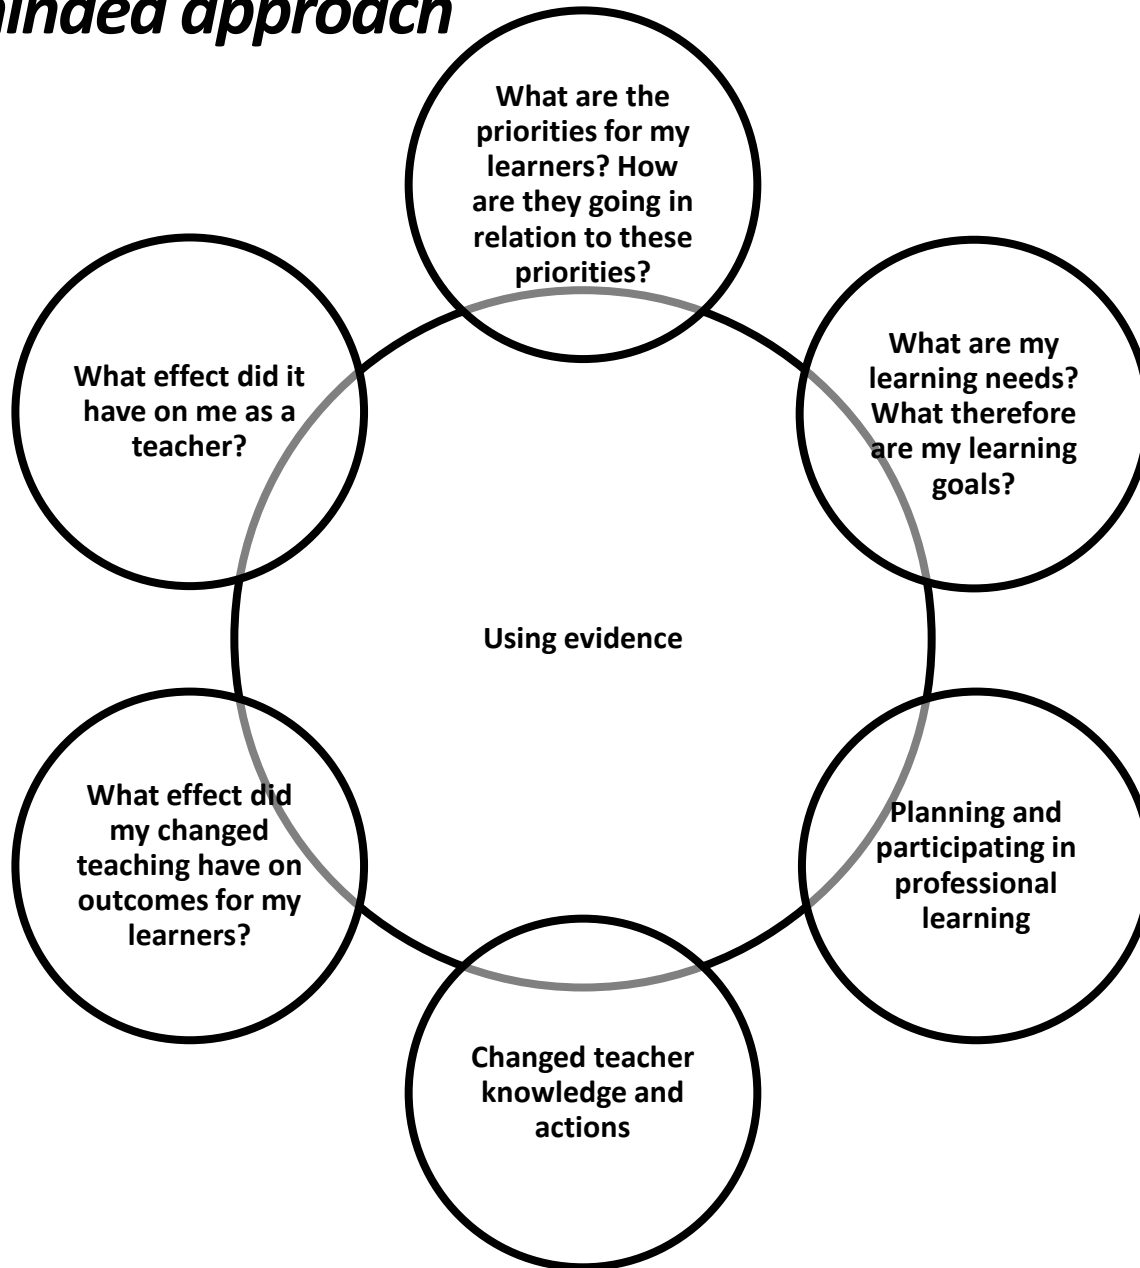 approach
What are the
priorities for my
learners? How
are they going in
relation to these
priorities?
What are my
learning needs?
What therefore
are my learning
goals?
Planning and
participating in
professional
learning
Changed teacher
knowledge and
actions
What effect did
my changed
teaching have on
outcomes for my
learners?
What effect did it
have on me as a
teacher?
Using evidence